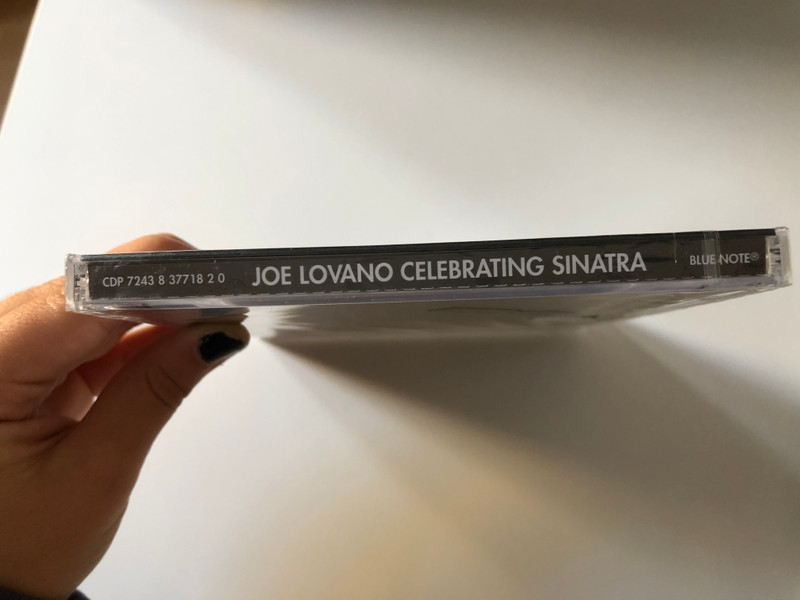 CDP 7243 8 37718 2 0 JOE LOVANO CELEBRATING SINATRA BLUE NOTE®